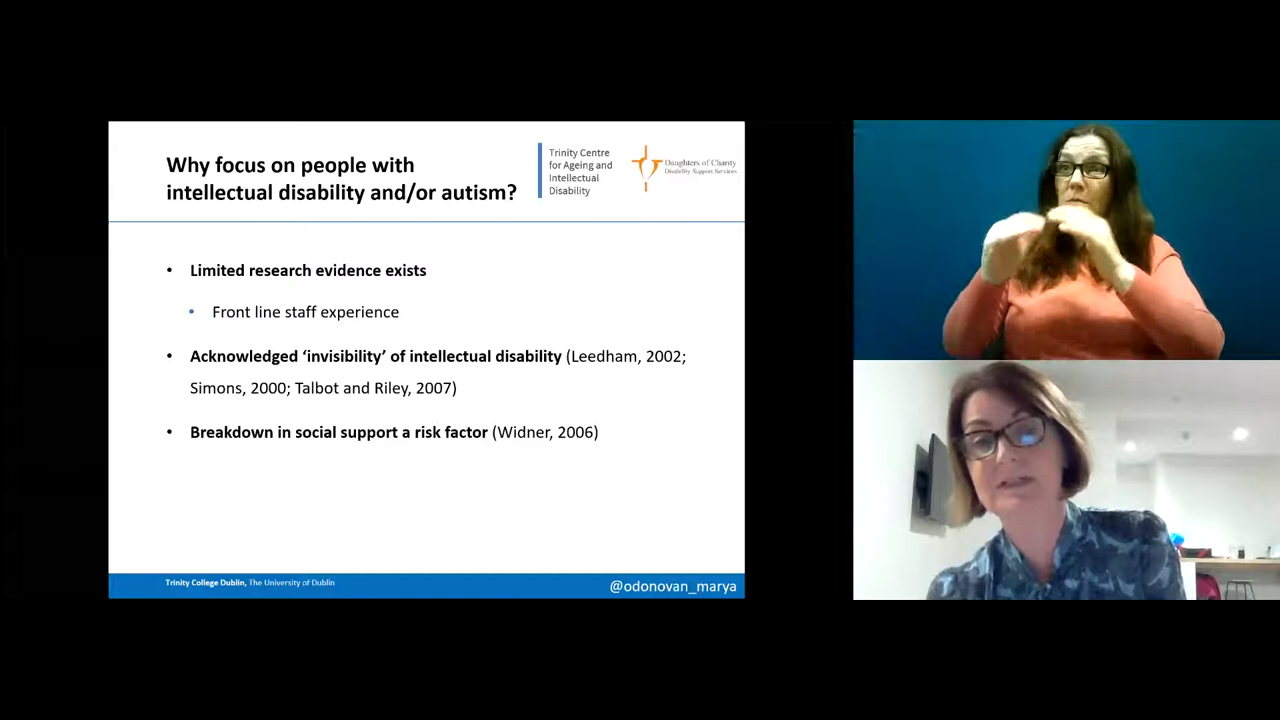 Why focus on people with
intellectual disability and/or autism?
Trinity Centre
for Ageing and
Intellectual
Disability
Daughters of Charity
Disability Support Services
• Limited research evidence exists
• Front line staff experience
• Acknowledged ‘invisibility’ of intellectual disability (Leedham, 2002;
Simons, 2000; Talbot and Riley, 2007)
• Breakdown in social support a risk factor (Widner, 2006)
Trinity College Dublin, The University of Dublin
@odonovan_marya